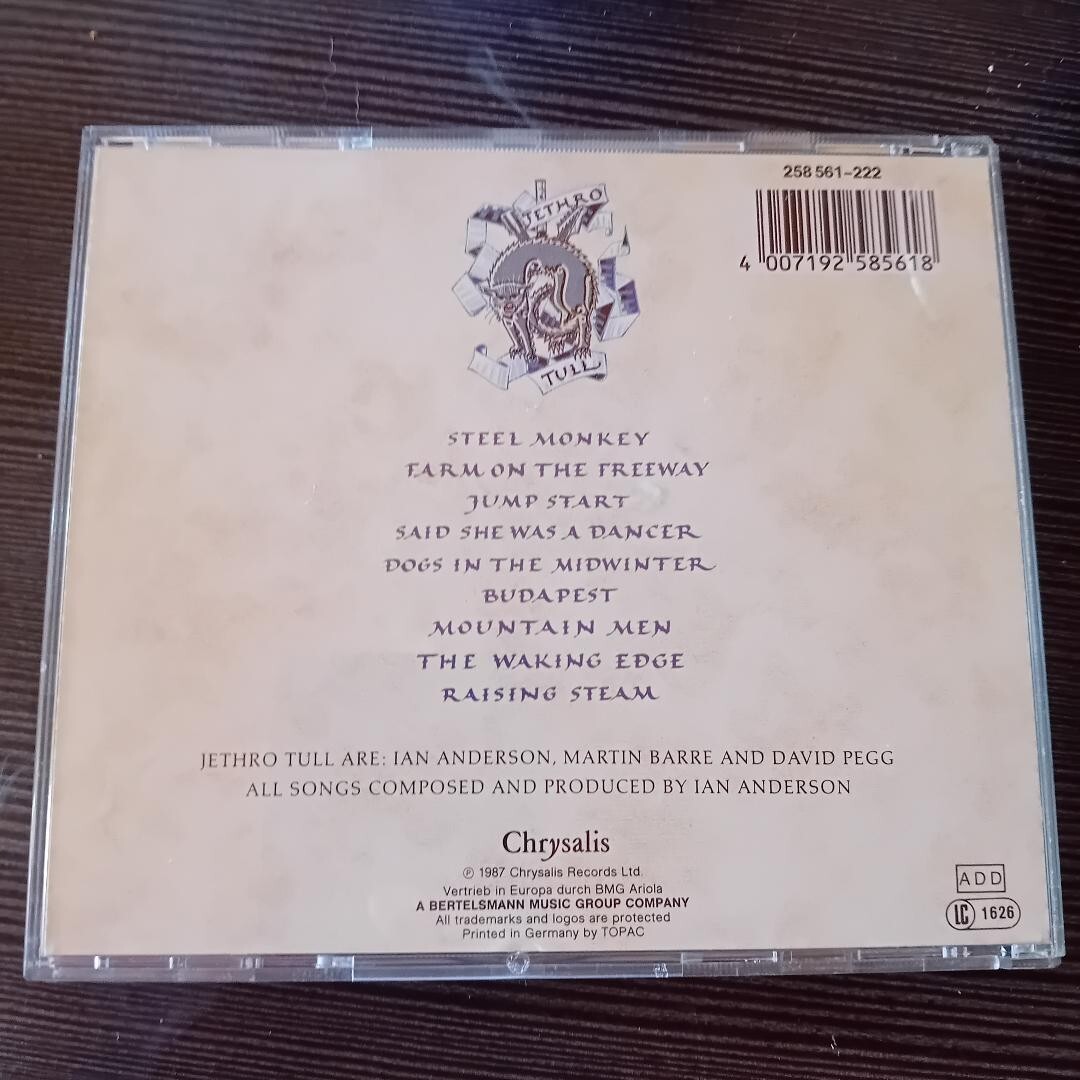 258 561-222
4 007192 585618
JETHRO
TULL
STEEL MONKEY
FARM ON THE FREEWAY
JUMP START
SAID SHE WAS A DANCER
DOGS IN THE MIDWINTER
BUDAPEST
MOUNTAIN MEN
THE WAKING EDGE
RAISING STEAM
JETHRO TULL ARE: IAN ANDERSON, MARTIN BARRE AND DAVID PEGG
ALL SONGS COMPOSED AND PRODUCED BY IAN ANDERSON
Chrysalis
℗ 1987 Chrysalis Records Ltd.
Vertrieb in Europa durch BMG Ariola
A BERTELSMANN MUSIC GROUP COMPANY
All trademarks and logos are protected
Printed in Germany by TOPAC
ADD
LC 1626